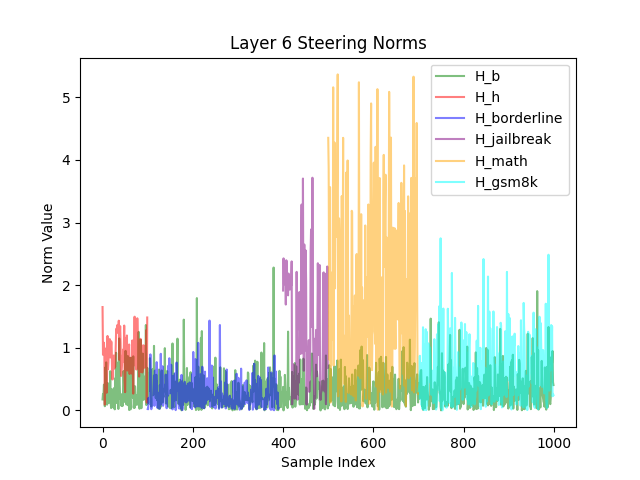 Layer 6 Steering Norms
H_b
H_h
H_borderline
H_jailbreak
H_math
H_gsm8k
Norm Value
5
4
3
2
1
0
0 200 400 600 800 1000
Sample Index